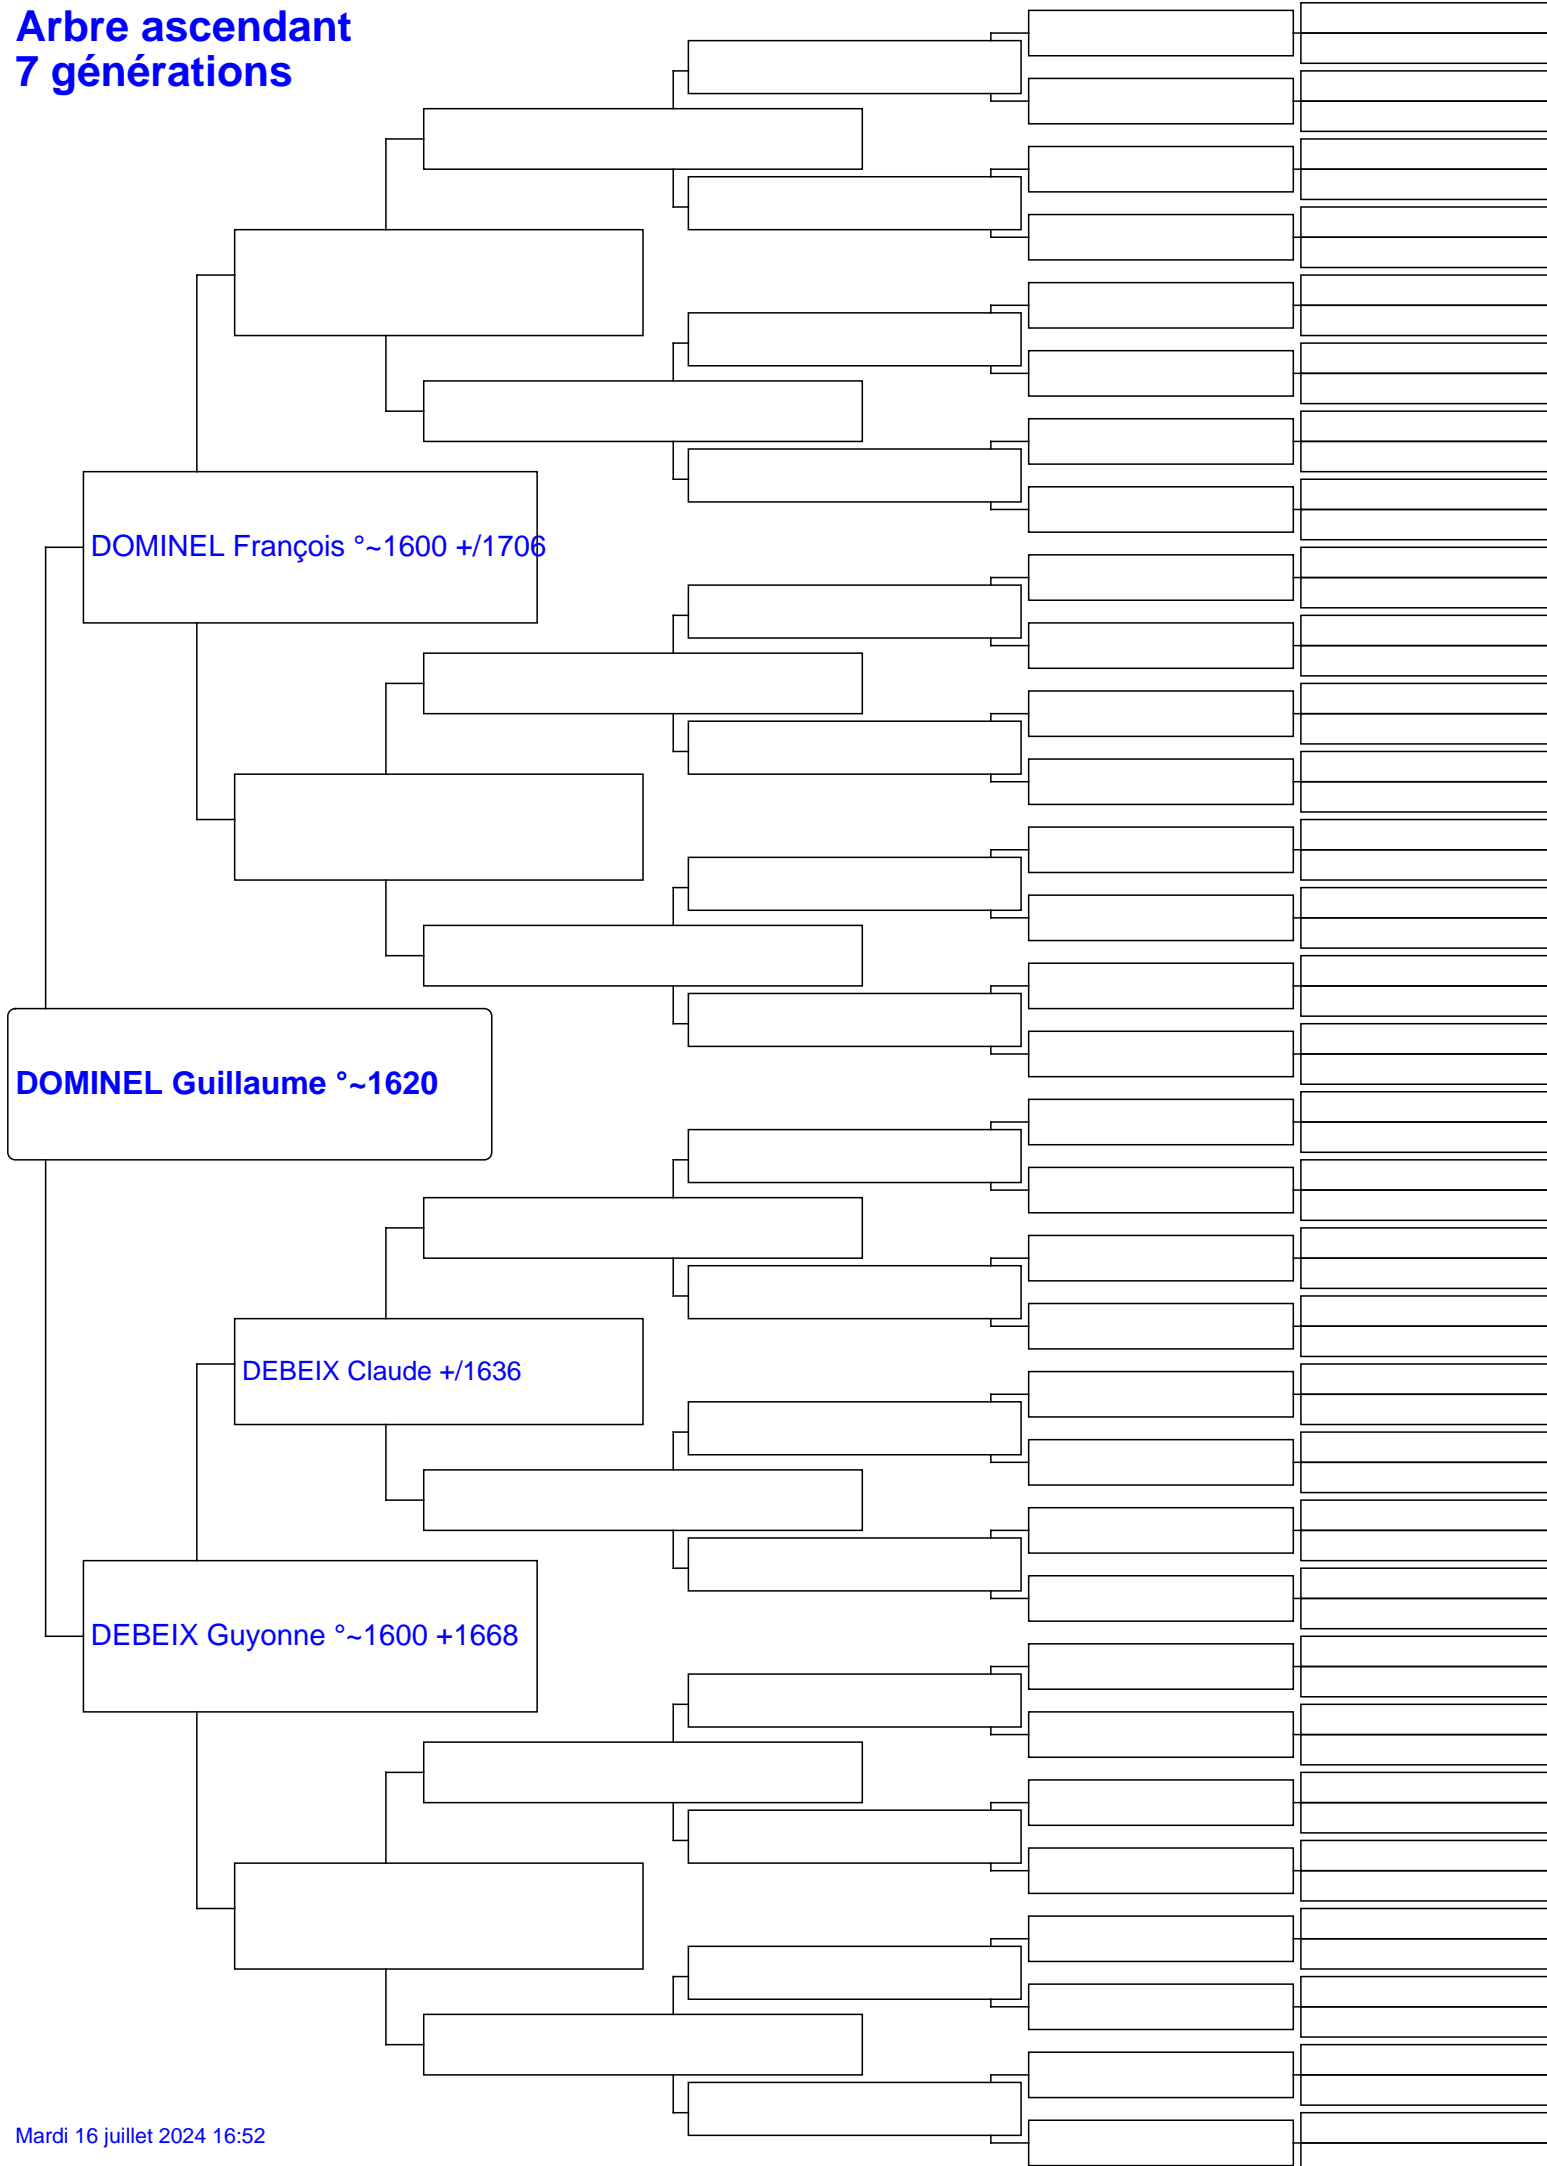 Arbre ascendant
7 générations
DOMINEL François °~1600 +/1706
DOMINEL Guillaume °~1620
DEBEIX Claude +/1636
DEBEIX Guyonne °~1600 +1668
Mardi 16 juillet 2024 16:52